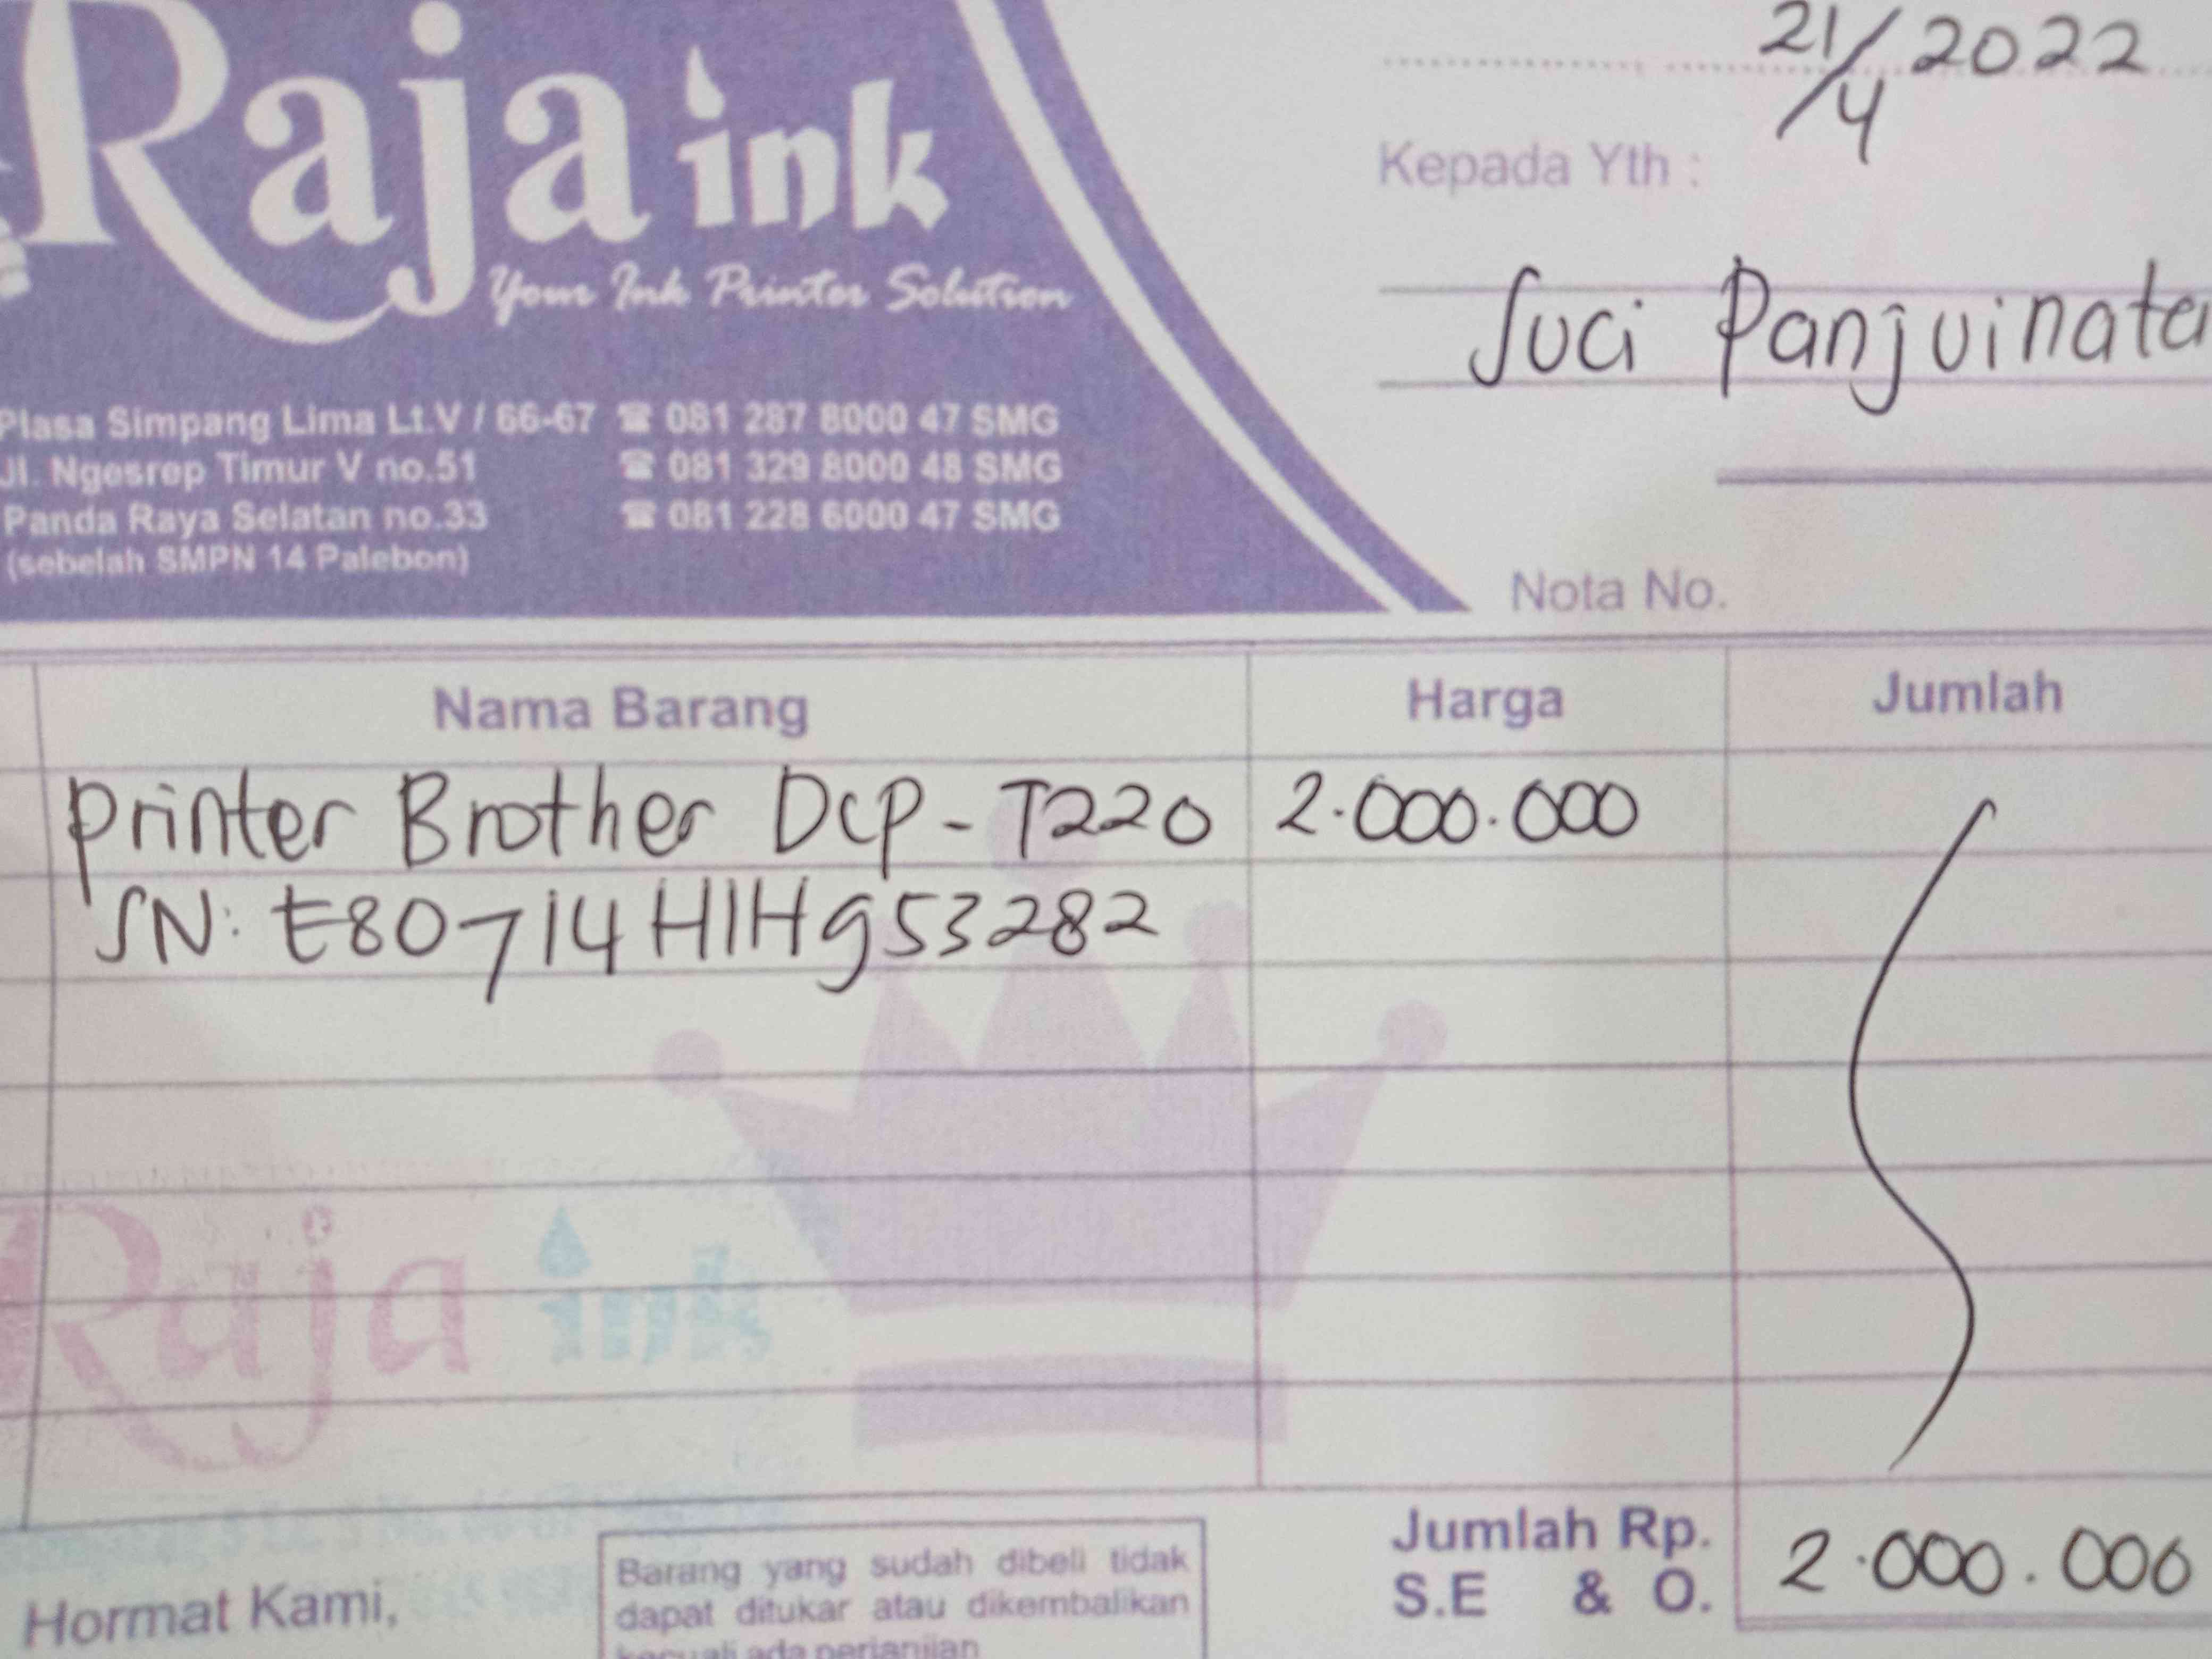 Raja ink
Your Ink Printer Solution
Plasa Simpang Lima Lt.V / 66-67 ☎ 081 287 8000 47 SMG
Jl. Ngesrep Timur V no.51 ☎ 081 329 8000 48 SMG
Panda Raya Selatan no.33 ☎ 081 228 6000 47 SMG
(sebelah SMPN 14 Palebon)
21/4 2022
Kepada Yth :
Suci Panjuinata
Nota No.
Nama Barang Harga Jumlah
Printer Brother DCP - T220 2.000.000
SN: E80714H1H953282
Raja ink
Jumlah Rp. 2.000.000
S.E & O.
Hormat Kami,
Barang yang sudah dibeli tidak
dapat ditukar atau dikembalikan
kecuali ada perjanjian